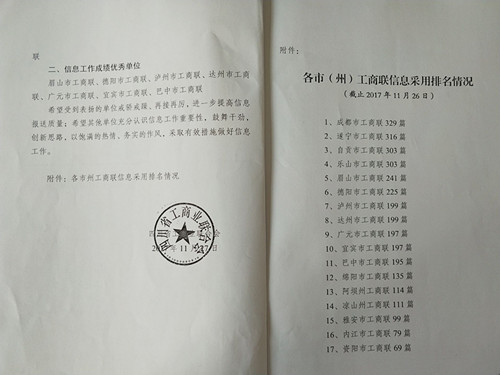 联
二、信息工作成绩优秀单位
眉山市工商联、德阳市工商联、泸州市工商联、达州市工商
联、广元市工商联、宜宾市工商联、巴中市工商联
希望受到表扬的单位戒骄戒躁、再接再厉，进一步提高信息
报送质量；希望其他单位充分认识信息工作重要性，鼓舞干劲，
创新思路，以饱满的热情、务实的作风，采取有效措施做好信息
工作。
附件：各市州工商联信息采用排名情况
四川省工商业联合会
附件：
各市（州）工商联信息采用排名情况
（截止2017年11月26日）
1、成都市工商联 329篇
2、遂宁市工商联 316篇
3、自贡市工商联 303篇
4、乐山市工商联 303篇
5、眉山市工商联 241篇
6、德阳市工商联 225篇
7、泸州市工商联 199篇
8、达州市工商联 199篇
9、广元市工商联 197篇
10、宜宾市工商联 197篇
11、巴中市工商联 195篇
12、绵阳市工商联 135篇
13、阿坝州工商联 114篇
14、凉山州工商联 111篇
15、雅安市工商联 99篇
16、内江市工商联 79篇
17、资阳市工商联 69篇